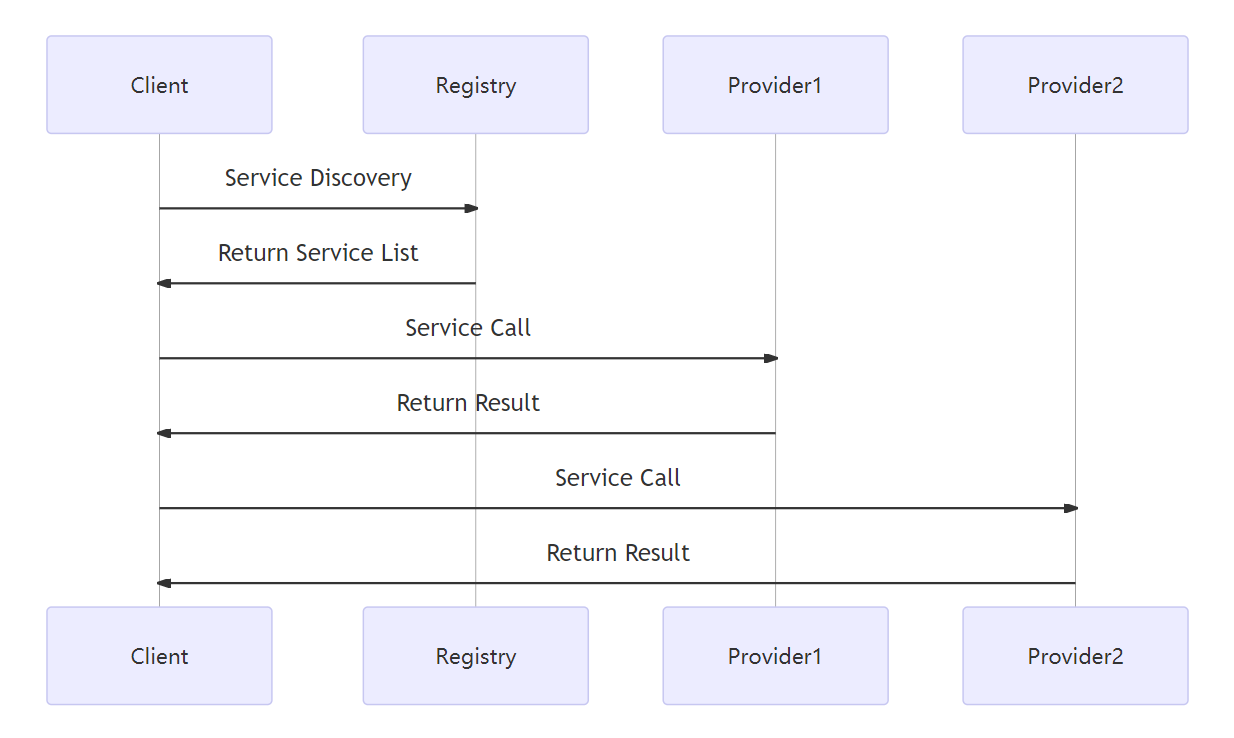 Client
Registry
Provider1
Provider2
Service Discovery
Return Service List
Service Call
Return Result
Service Call
Return Result
Client
Registry
Provider1
Provider2